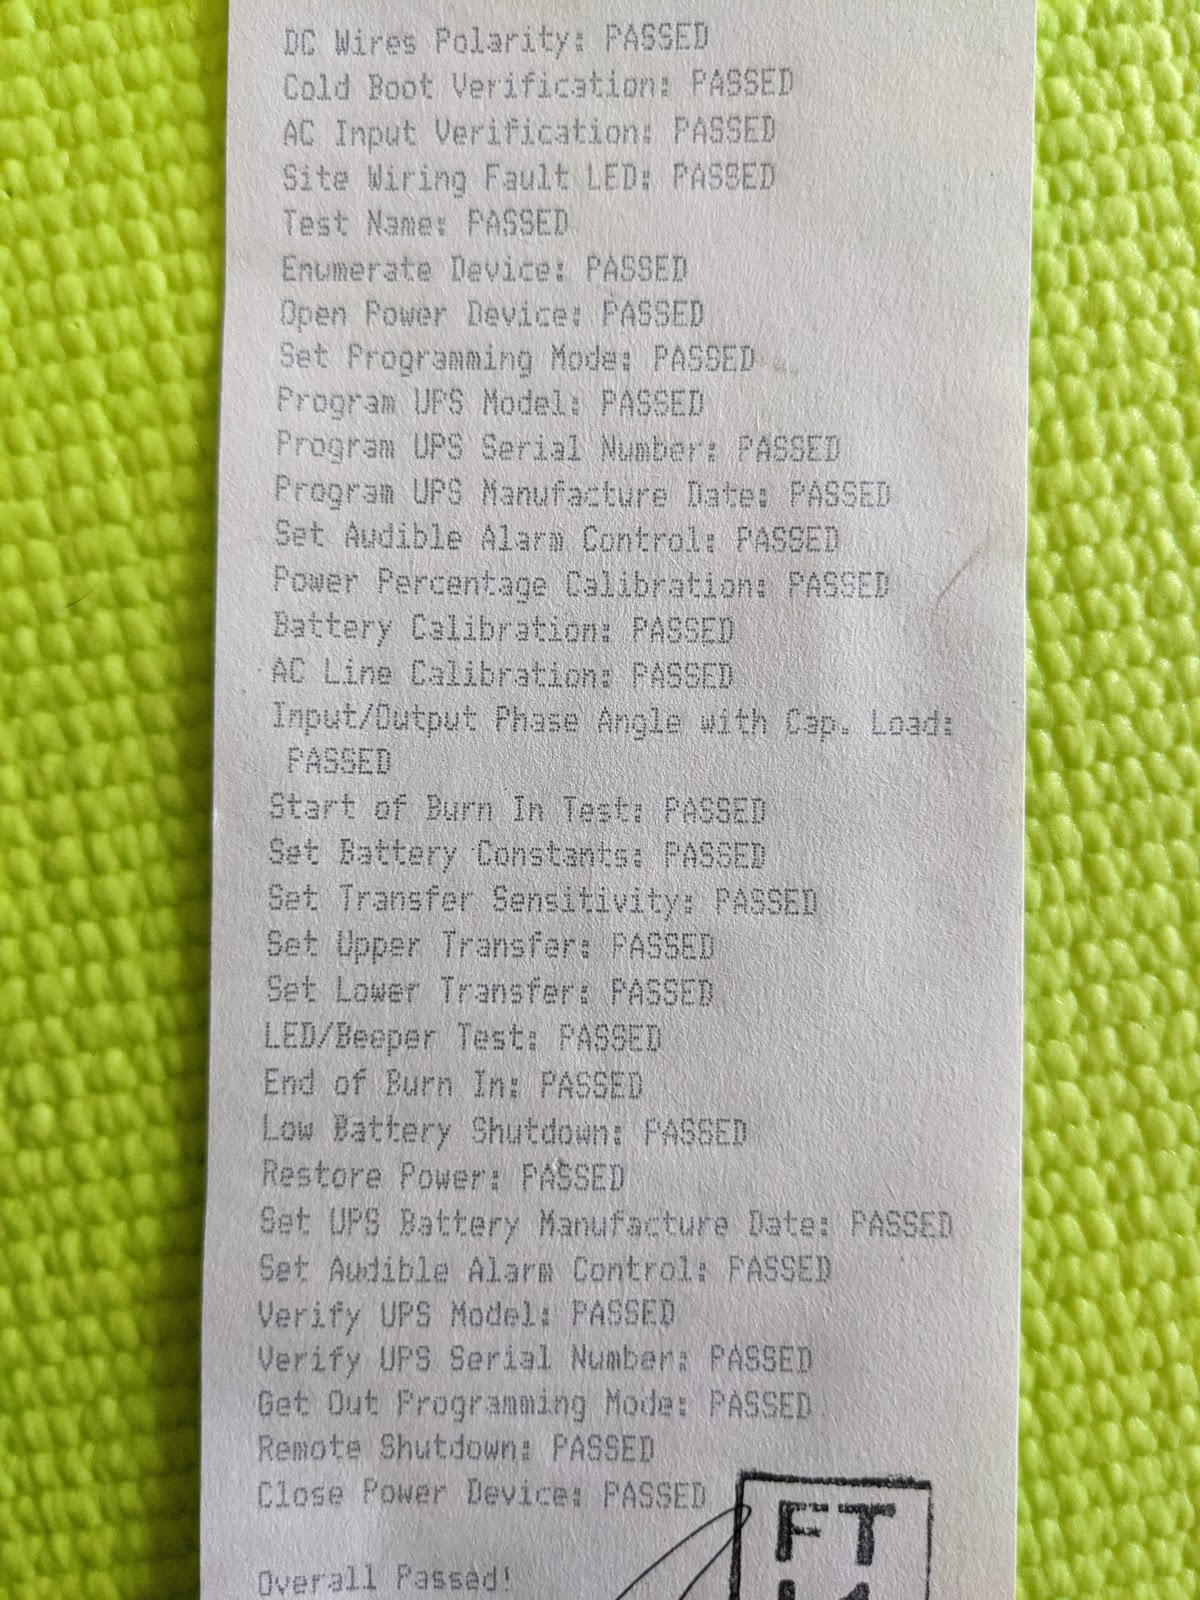 DC Wires Polarity: PASSED
Cold Boot Verification: PASSED
AC Input Verification: PASSED
Site Wiring Fault LED: PASSED
Test Name: PASSED
Enumerate Device: PASSED
Open Power Device: PASSED
Set Programming Mode: PASSED
Program UPS Model: PASSED
Program UPS Serial Number: PASSED
Program UPS Manufacture Date: PASSED
Set Audible Alarm Control: PASSED
Power Percentage Calibration: PASSED
Battery Calibration: PASSED
AC Line Calibration: PASSED
Input/Output Phase Angle with Cap. Load:
PASSED
Start of Burn In Test: PASSED
Set Battery Constants: PASSED
Set Transfer Sensitivity: PASSED
Set Upper Transfer: PASSED
Set Lower Transfer: PASSED
LED/Beeper Test: PASSED
End of Burn In: PASSED
Low Battery Shutdown: PASSED
Restore Power: PASSED
Set UPS Battery Manufacture Date: PASSED
Set Audible Alarm Control: PASSED
Verify UPS Model: PASSED
Verify UPS Serial Number: PASSED
Get Out Programming Mode: PASSED
Remote Shutdown: PASSED
Close Power Device: PASSED
FT
Overall Passed!